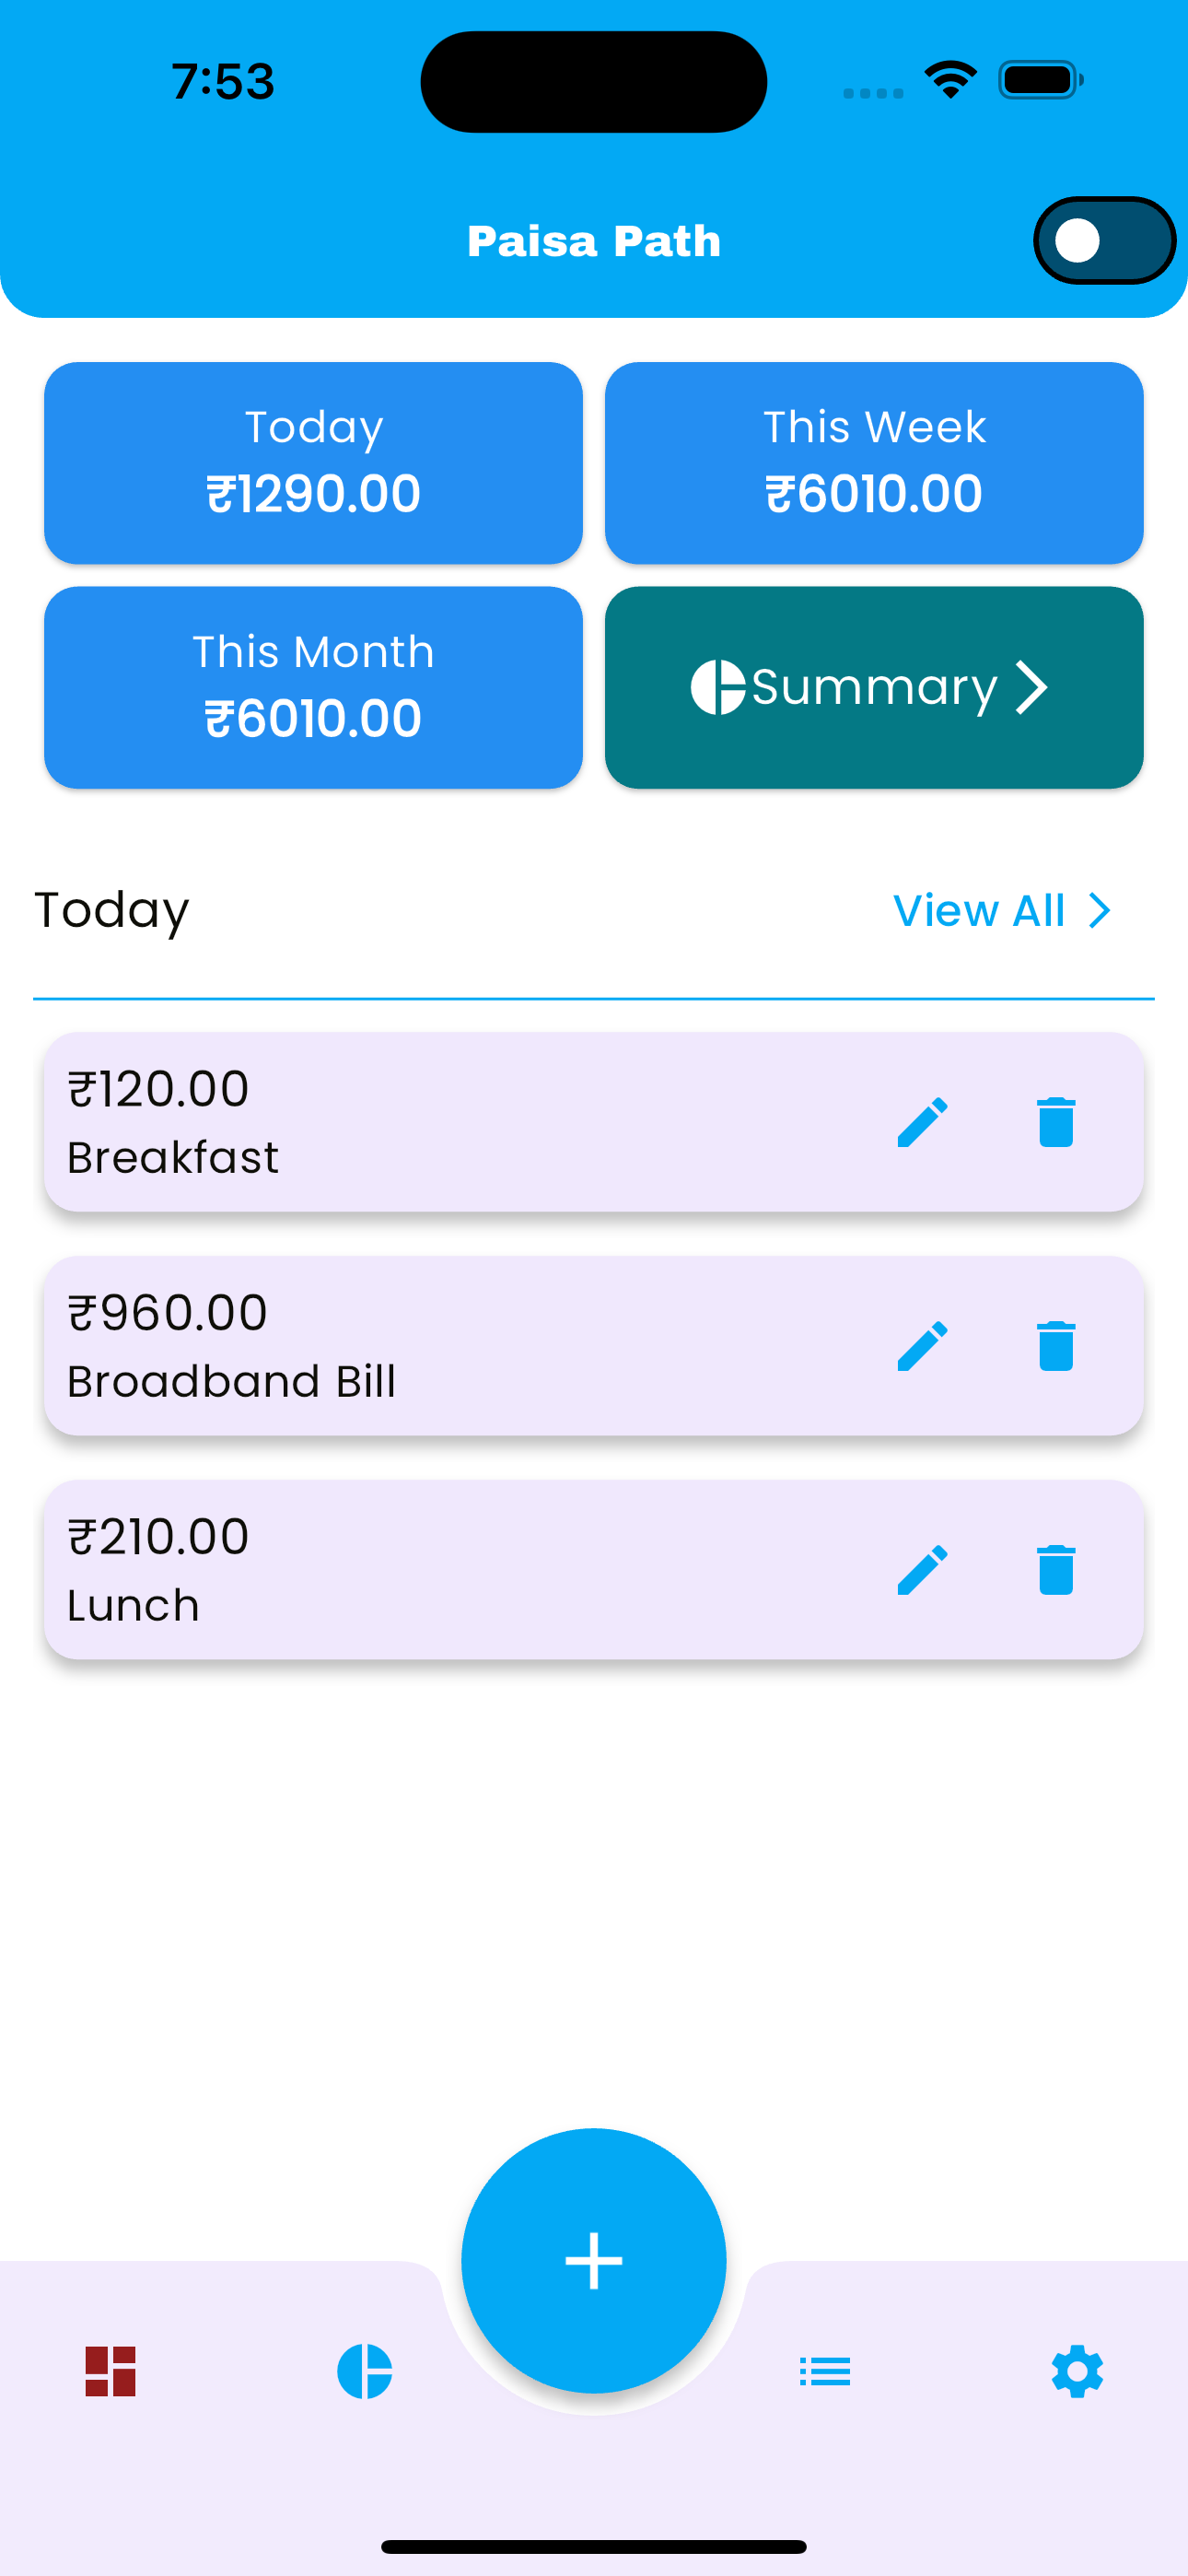 7:53
Paisa Path
Today
₹1290.00
This Week
₹6010.00
This Month
₹6010.00
Summary
Today
View All
₹120.00
Breakfast
₹960.00
Broadband Bill
₹210.00
Lunch